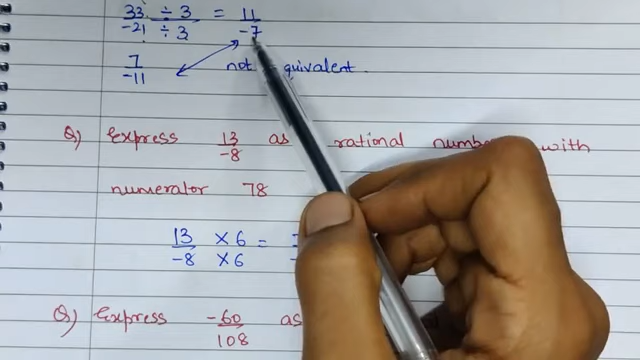 33 ÷ 3 = 11
-21 ÷ 3 -7
7
-11 not equivalent.
Q) Express 13/-8 as rational with
numerator 78
13 × 6 =
-8 × 6
Q) Express -60/108 as